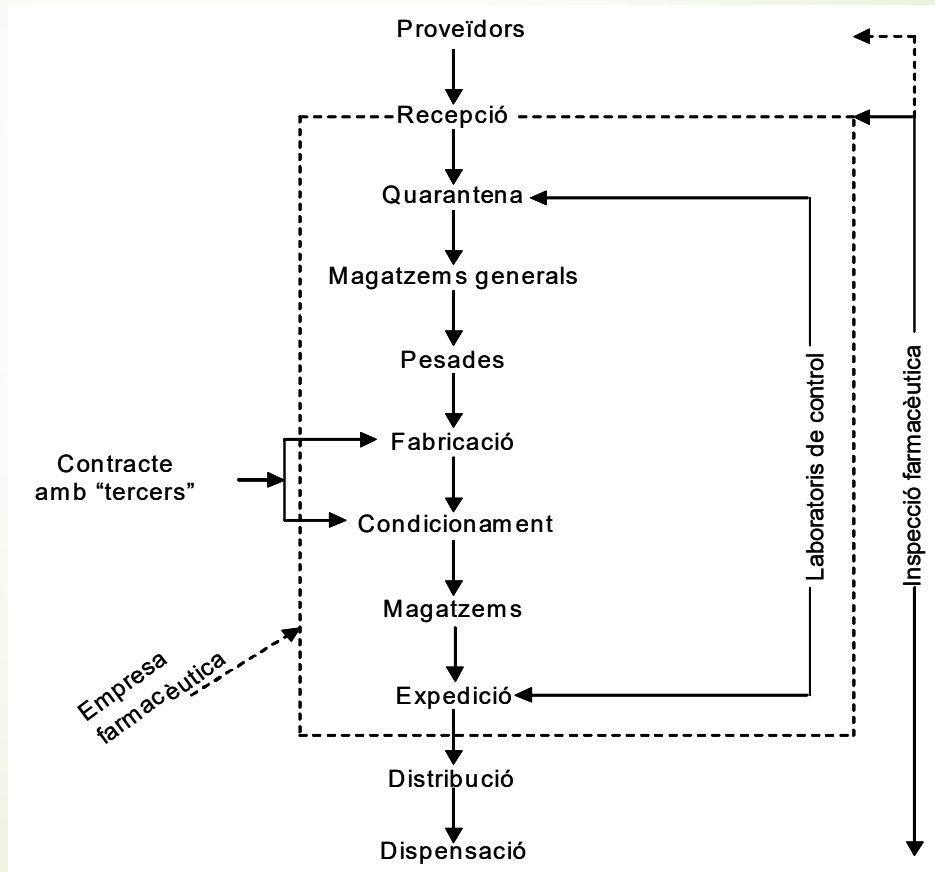 Proveïdors
Recepció
Quarantena
Magatzems generals
Pesades
Fabricació
Contracte
amb “tercers”
Condicionament
Magatzems
Expedició
Distribució
Dispensació
Empresa
farmacèutica
Laboratoris de control
Inspecció farmacèutica